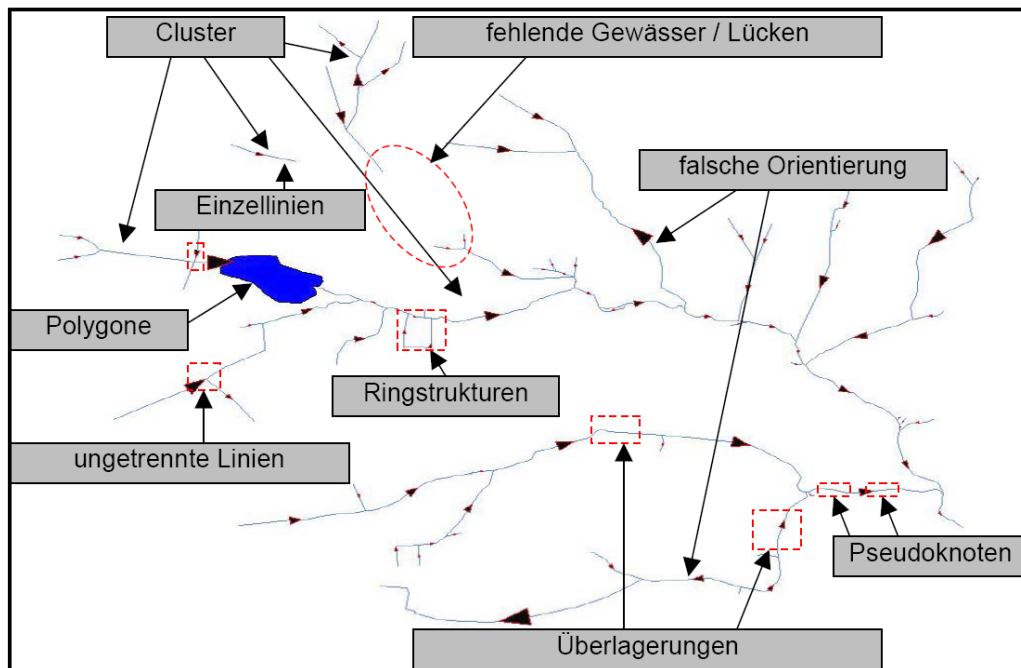 Cluster
fehlende Gewässer / Lücken
falsche Orientierung
Einzellinien
Polygone
Ringstrukturen
ungetrennte Linien
Pseudoknoten
Überlagerungen